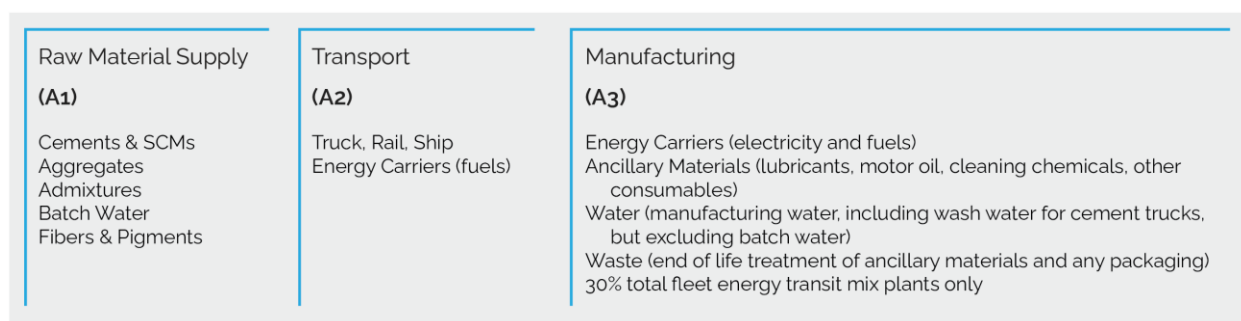 Raw Material Supply
(A1)
Cements & SCMs
Aggregates
Admixtures
Batch Water
Fibers & Pigments
Transport
(A2)
Truck, Rail, Ship
Energy Carriers (fuels)
Manufacturing
(A3)
Energy Carriers (electricity and fuels)
Ancillary Materials (lubricants, motor oil, cleaning chemicals, other
consumables)
Water (manufacturing water, including wash water for cement trucks,
but excluding batch water)
Waste (end of life treatment of ancillary materials and any packaging)
30% total fleet energy transit mix plants only